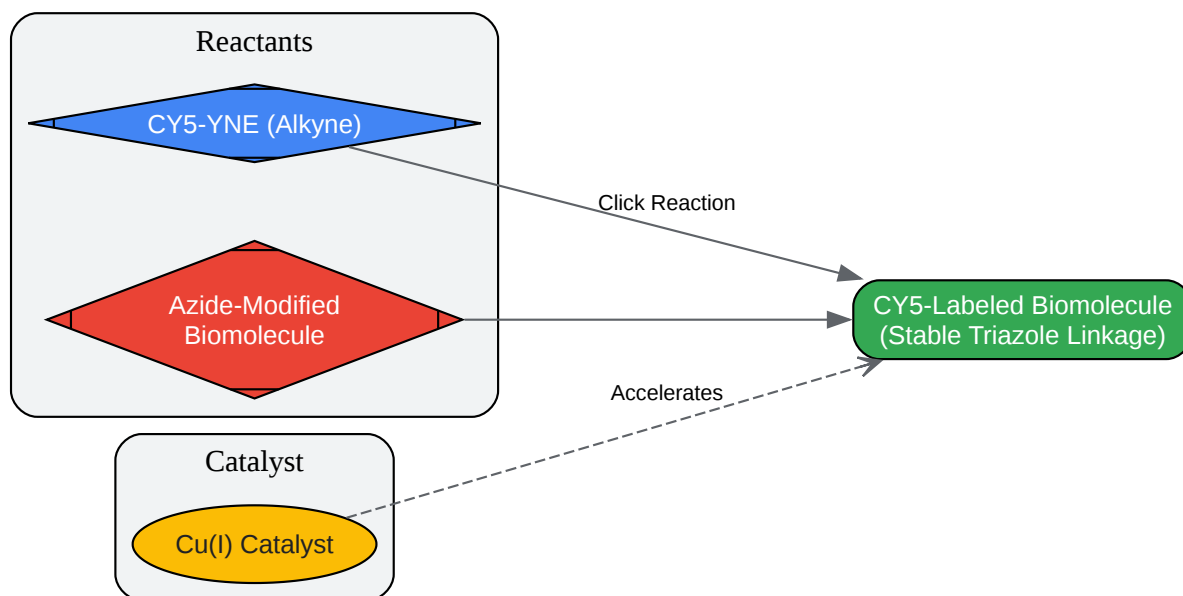 Reactants
CY5-YNE (Alkyne)
Click Reaction
Azide-Modified
Biomolecule
CY5-Labeled Biomolecule
(Stable Triazole Linkage)
Accelerates
Catalyst
Cu(I) Catalyst